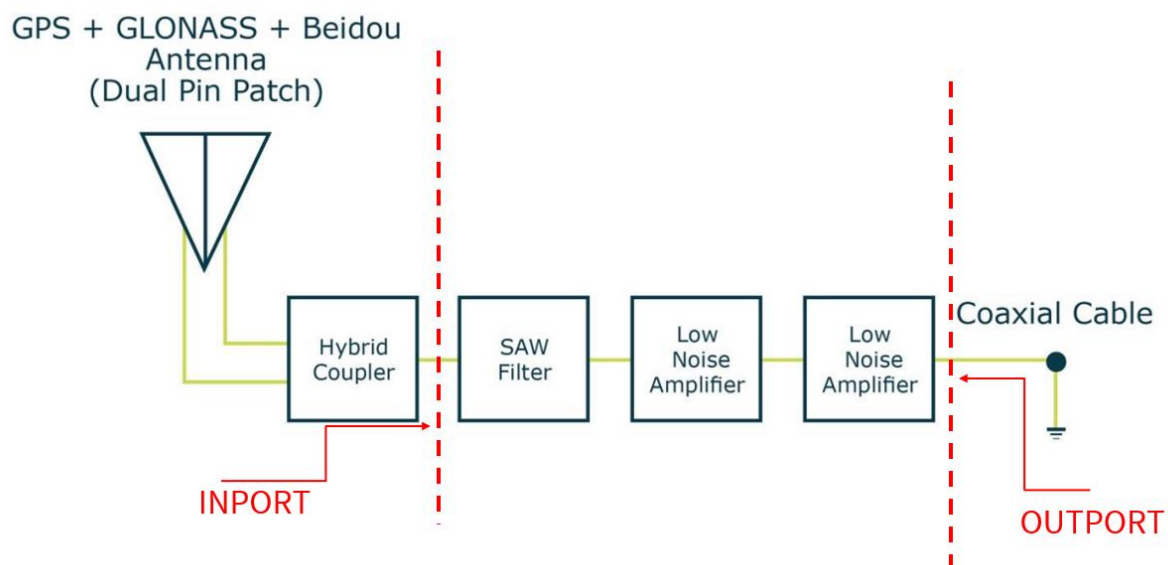 GPS + GLONASS + Beidou
Antenna
(Dual Pin Patch)
Hybrid
Coupler
SAW
Filter
Low
Noise
Amplifier
Low
Noise
Amplifier
Coaxial Cable
INPORT
OUTPORT